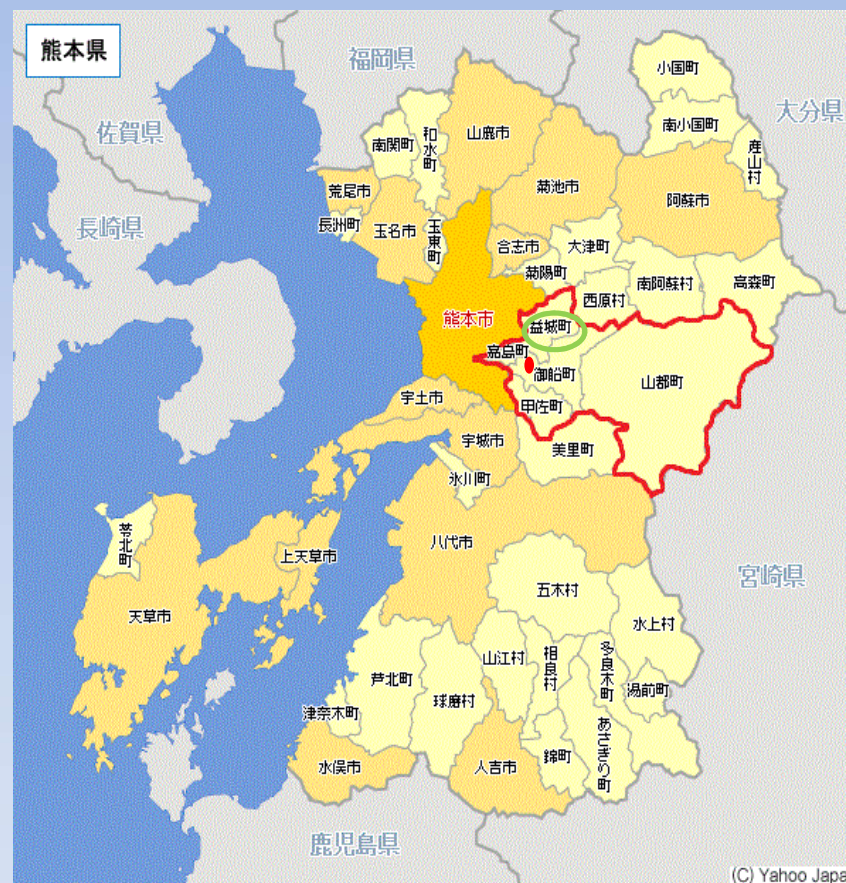 熊本県
福岡県
小国町
大分県
佐賀県
南関町
和水町
山鹿市
南小国町
産山村
荒尾市
菊池市
阿蘇市
長崎県
長洲町
玉名市
玉東町
合志市
大津町
菊陽町
西原村
南阿蘇村
高森町
熊本市
益城町
嘉島町
御船町
山都町
宇土市
甲佐町
宇城市
美里町
氷川町
苓北町
上天草市
八代市
天草市
五木村
宮崎県
水上村
山江村
相良村
多良木町
湯前町
芦北町
球磨村
津奈木町
あさぎり町
錦町
水俣市
人吉市
鹿児島県
(C) Yahoo Japa